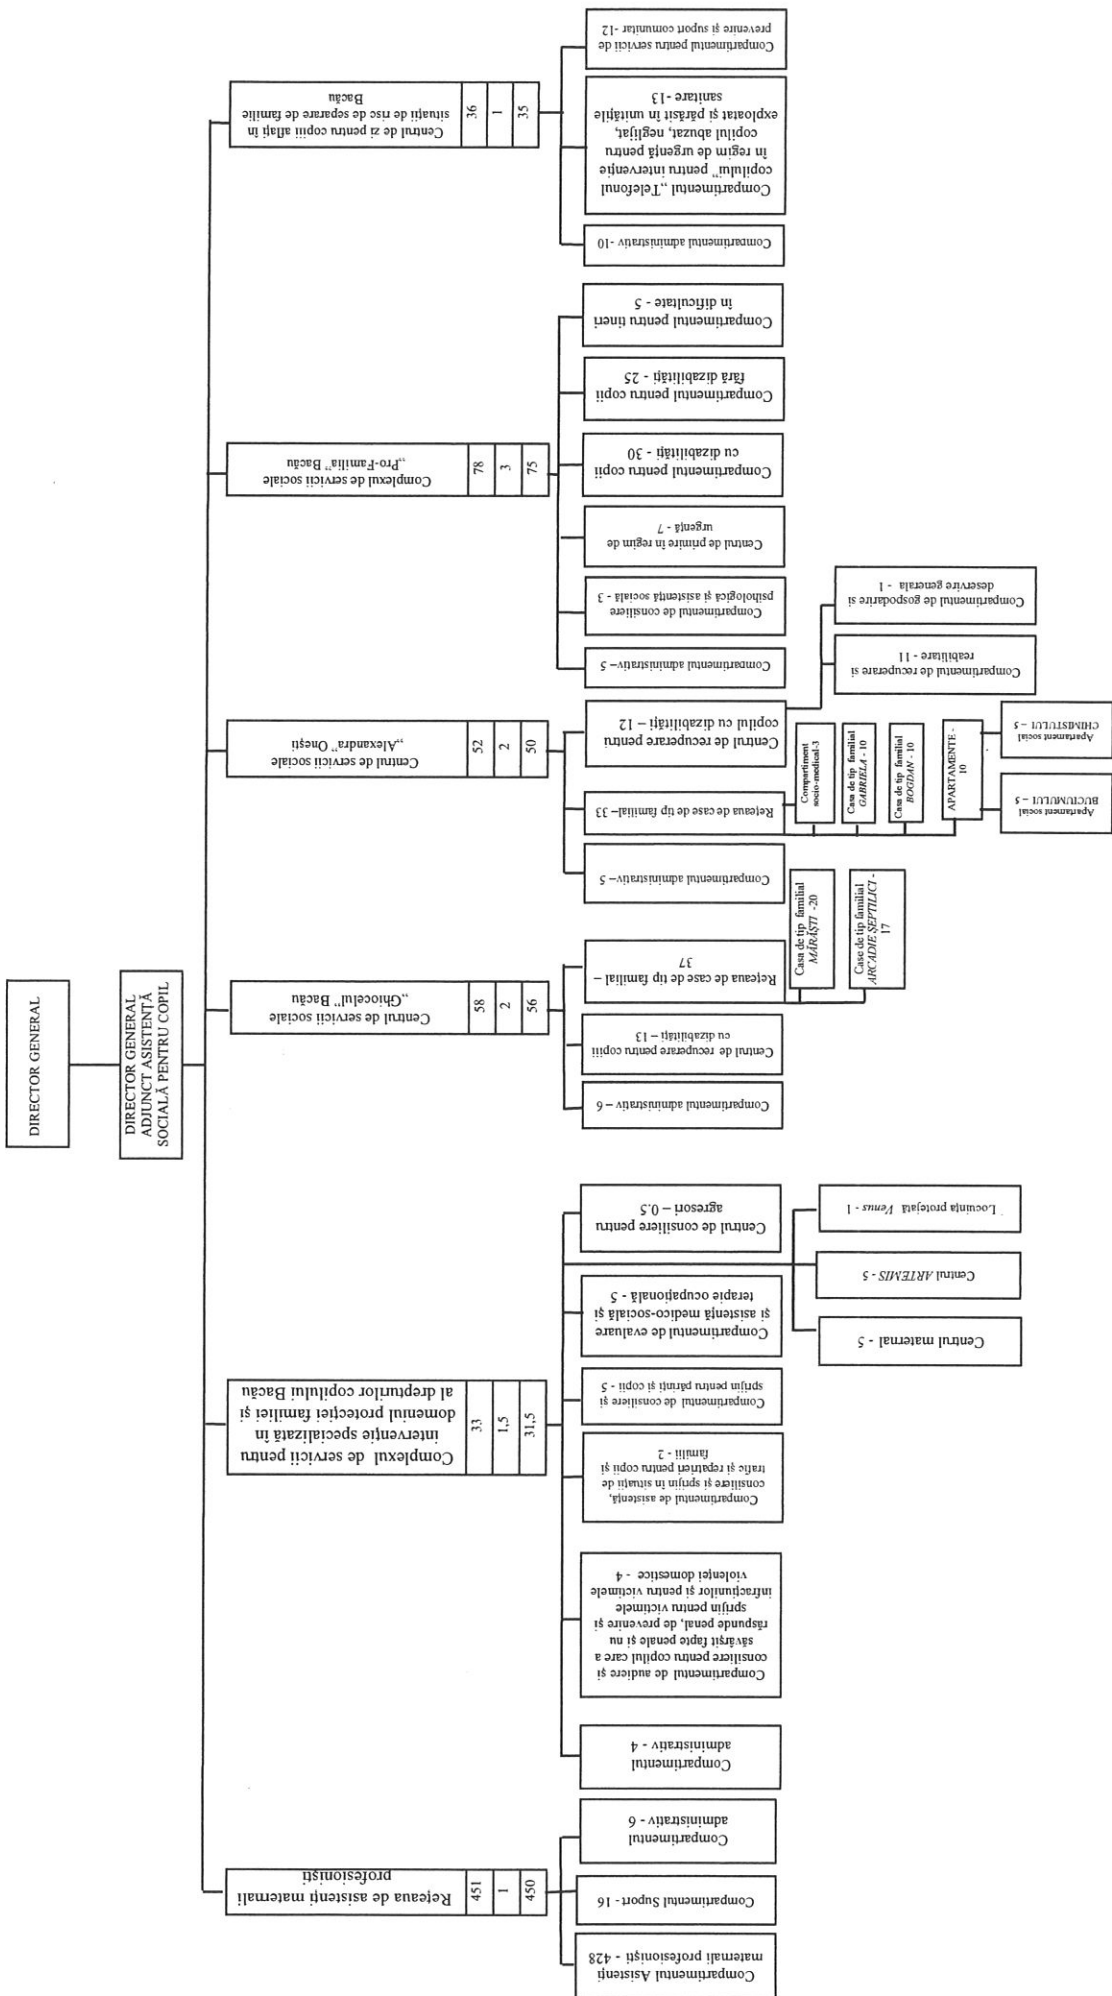 DIRECTOR GENERAL
DIRECTOR GENERAL
ADJUNCT ASISTENȚĂ
SOCIALĂ PENTRU COPIL
Rețeaua de asistenți maternali
profesioniști
451
1
450
Compartimentul Asistenți
maternali profesioniști - 428
Compartimentul Suport - 16
Compartimentul
administrativ - 6
Complexul de servicii pentru
intervenție specializată în
domeniul protecției familiei și
al drepturilor copilului Bacău
33
1,5
31,5
Compartimentul
administrativ - 4
Compartimentul de audiere și
consiliere pentru copilul care a
săvârșit fapte penale si nu
răspunde penal, de prevenire și
sprijin pentru victimele
infracțiunilor și pentru victimele
violenței domestice - 4
Compartimentul de asistență,
consiliere și sprijin în situații de
trafic și repatrieri pentru copii și
familii - 2
Compartimentul de consiliere și
sprijin pentru părinți și copii - 5
Compartimentul de evaluare
și asistență medico-socială și
terapie ocupațională - 5
Centrul de consiliere pentru
agresori – 0.5
Centrul maternal - 5
Centrul ARTEMIS - 5
Locuința protejată Venus - 1
Centrul de servicii sociale
„Ghiocelul” Bacău
58
2
56
Compartimentul administrativ – 6
Centrul de recuperare pentru copiii
cu dizabilități – 13
Rețeaua de case de tip familial –
37
Casa de tip familial
MĂRĂȘTI -20
Case de tip familial
ARCADIE ȘEPTILICI -
17
Centrul de servicii sociale
„Alexandra” Onești
52
2
50
Compartimentul administrativ– 5
Rețeaua de case de tip familial– 33
Centrul de recuperare pentru
copilul cu dizabilități – 12
Compartiment
socio-medical-3
Casa de tip familial
GABRIELA - 10
Casa de tip familial
BOGDAN - 10
APARTAMENTE -
10
Apartament social
BUCIUMULUI – 5
Apartament social
CHIMISTULUI – 5
Compartimentul de recuperare si
reabilitare - 11
Compartimentul de gospodarire si
deservire generala - 1
Complexul de servicii sociale
„Pro-Familia” Bacău
78
3
75
Compartimentul administrativ– 5
Compartimentul de consiliere
psihologică și asistență socială - 3
Centrul de primire în regim de
urgență - 7
Compartimentul pentru copii
cu dizabilități - 30
Compartimentul pentru copii
fără dizabilități - 25
Compartimentul pentru tineri
în dificultate - 5
Centrul de zi pentru copiii aflați în
situații de risc de separare de familie
Bacău
36
1
35
Compartimentul administrativ -10
Compartimentul „Telefonul
copilului” pentru intervenție
în regim de urgență pentru
copilul abuzat, neglijat,
exploatat și părăsit în unitățile
sanitare -13
Compartimentul pentru servicii de
prevenire și suport comunitar -12